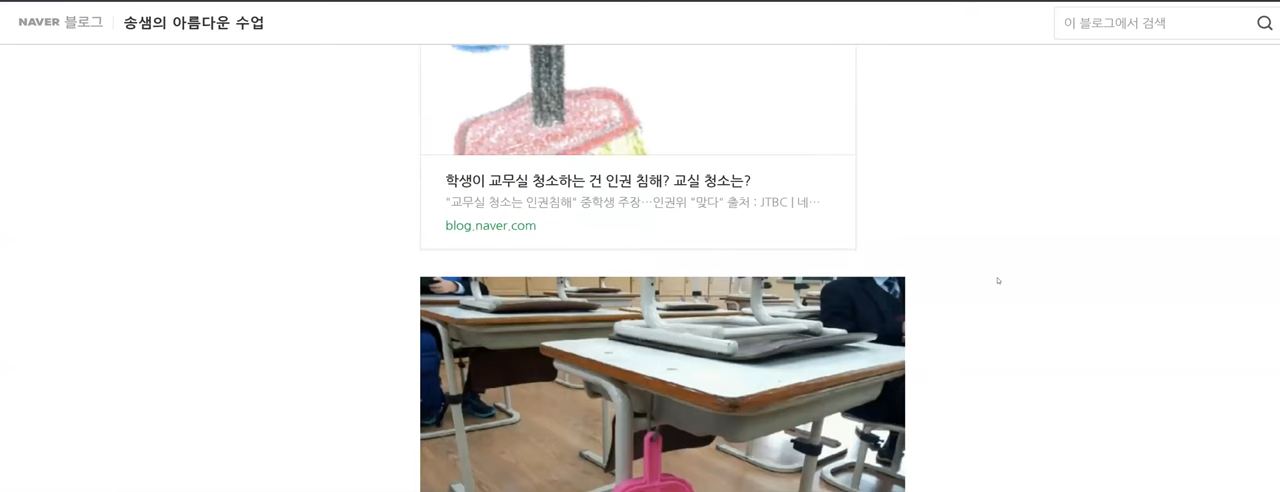 NAVER 블로그 송샘의 아름다운 수업 이 블로그에서 검색
학생이 교무실 청소하는 건 인권 침해? 교실 청소는?
"교무실 청소는 인권침해" 중학생 주장…인권위 "맞다" 출처 : JTBC | 네…
blog.naver.com